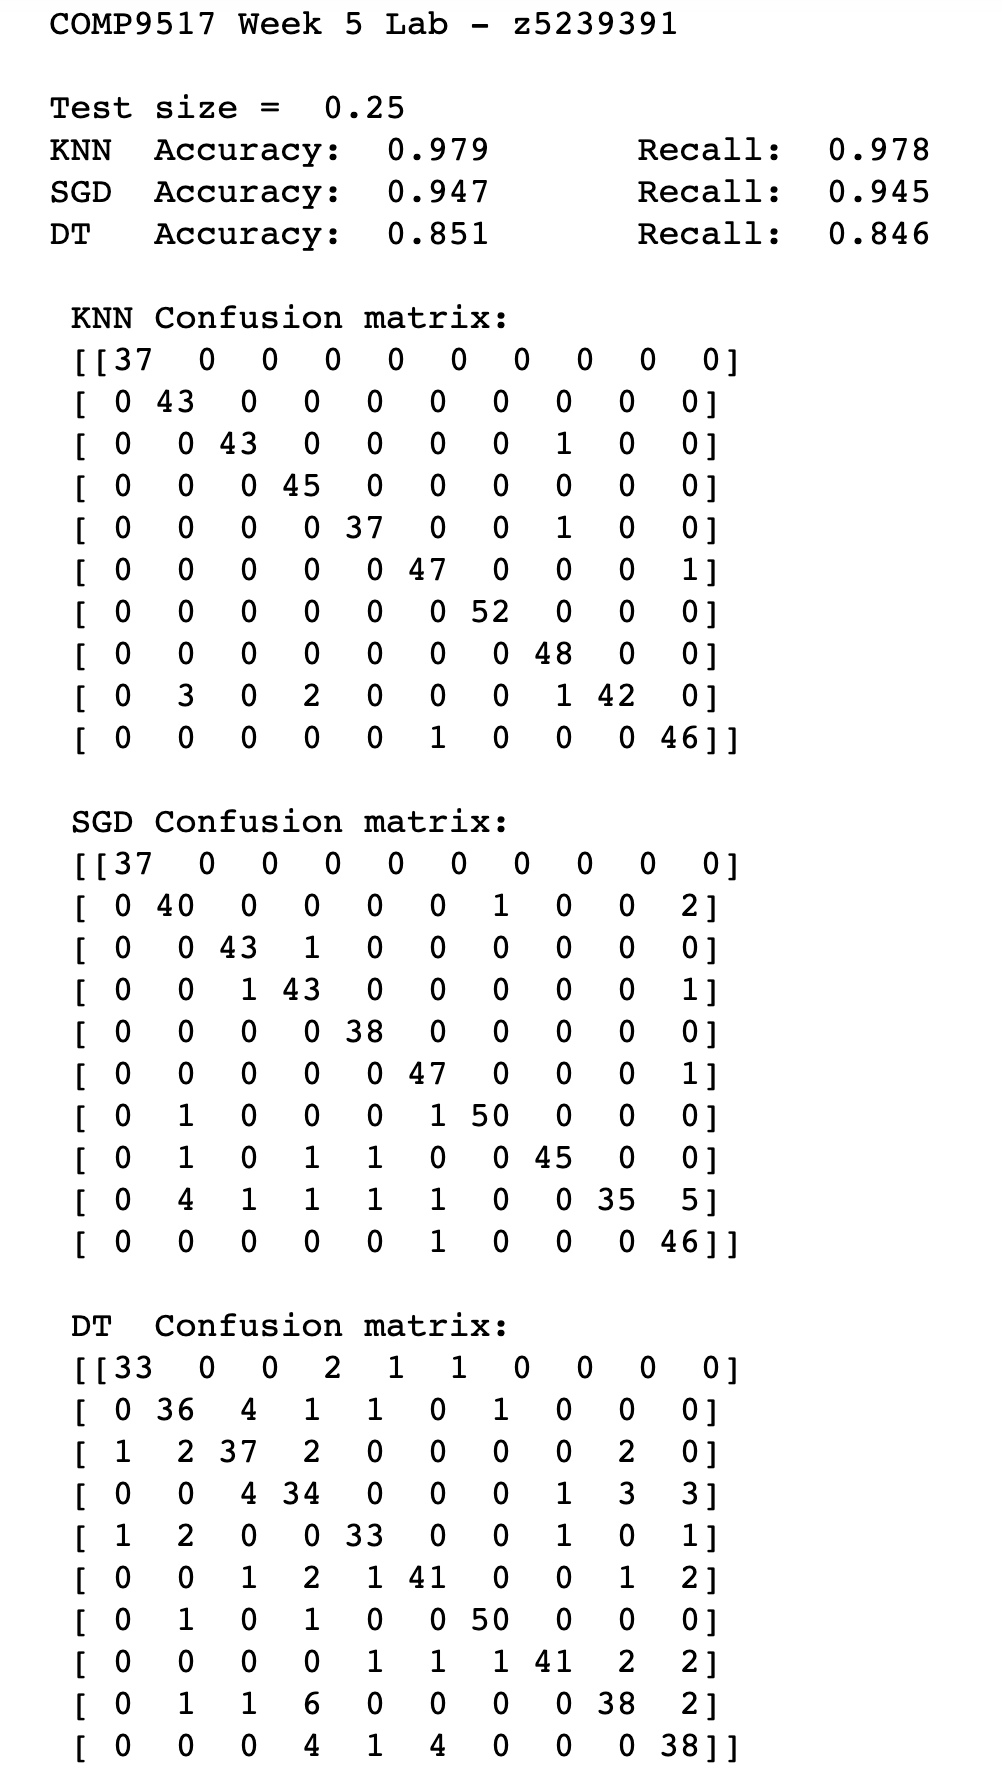 COMP9517 Week 5 Lab - z5239391
Test size =  0.25
KNN  Accuracy:  0.979       Recall:  0.978
SGD  Accuracy:  0.947       Recall:  0.945
DT   Accuracy:  0.851       Recall:  0.846
KNN Confusion matrix:
[[37  0  0  0  0  0  0  0  0  0]
[ 0 43  0  0  0  0  0  0  0  0]
[ 0  0 43  0  0  0  0  1  0  0]
[ 0  0  0 45  0  0  0  0  0  0]
[ 0  0  0  0 37  0  0  1  0  0]
[ 0  0  0  0  0 47  0  0  0  1]
[ 0  0  0  0  0  0 52  0  0  0]
[ 0  0  0  0  0  0  0 48  0  0]
[ 0  3  0  2  0  0  0  1 42  0]
[ 0  0  0  0  0  1  0  0  0 46]]
SGD Confusion matrix:
[[37  0  0  0  0  0  0  0  0  0]
[ 0 40  0  0  0  0  1  0  0  2]
[ 0  0 43  1  0  0  0  0  0  0]
[ 0  0  1 43  0  0  0  0  0  1]
[ 0  0  0  0 38  0  0  0  0  0]
[ 0  0  0  0  0 47  0  0  0  1]
[ 0  1  0  0  0  1 50  0  0  0]
[ 0  1  0  1  1  0  0 45  0  0]
[ 0  4  1  1  1  1  0  0 35  5]
[ 0  0  0  0  0  1  0  0  0 46]]
DT  Confusion matrix:
[[33  0  0  2  1  1  0  0  0  0]
[ 0 36  4  1  1  0  1  0  0  0]
[ 1  2 37  2  0  0  0  0  2  0]
[ 0  0  4 34  0  0  0  1  3  3]
[ 1  2  0  0 33  0  0  1  0  1]
[ 0  0  1  2  1 41  0  0  1  2]
[ 0  1  0  1  0  0 50  0  0  0]
[ 0  0  0  0  1  1  1 41  2  2]
[ 0  1  1  6  0  0  0  0 38  2]
[ 0  0  0  4  1  4  0  0  0 38]]